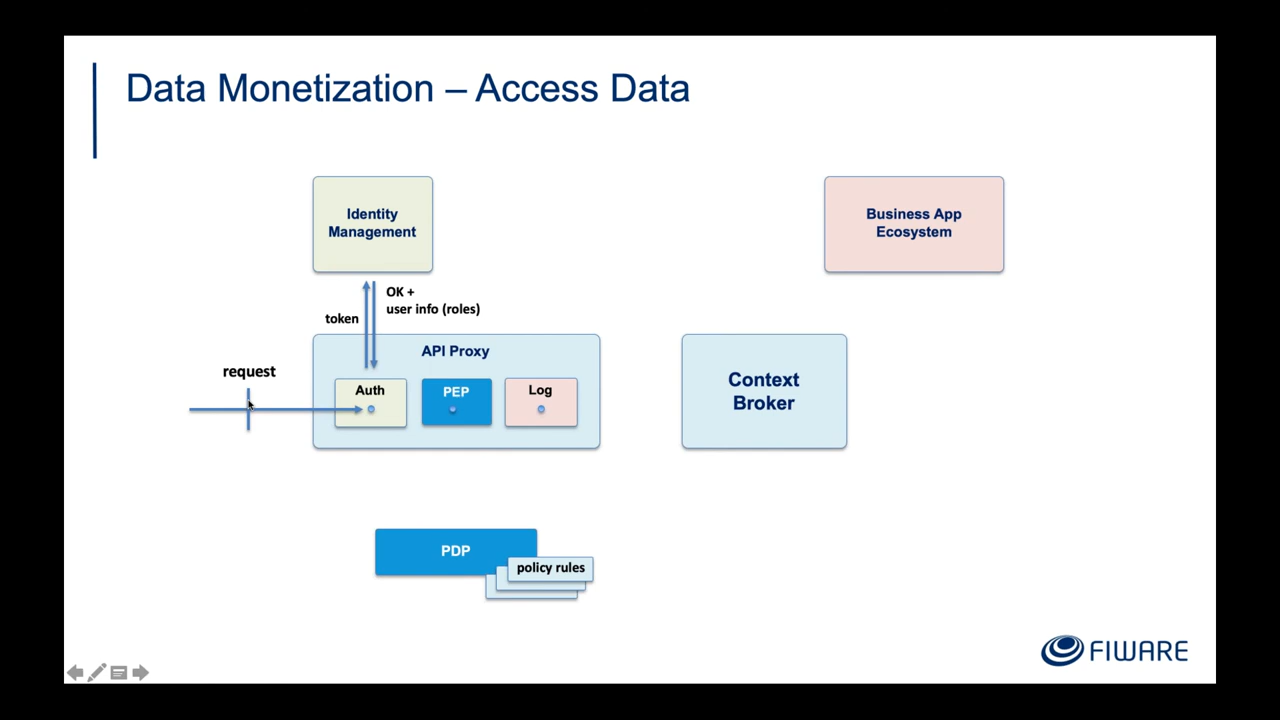 Data Monetization – Access Data
Identity
Management
Business App
Ecosystem
OK +
user info (roles)
token
API Proxy
request
Auth
PEP
Log
Context
Broker
PDP
policy rules
FIWARE